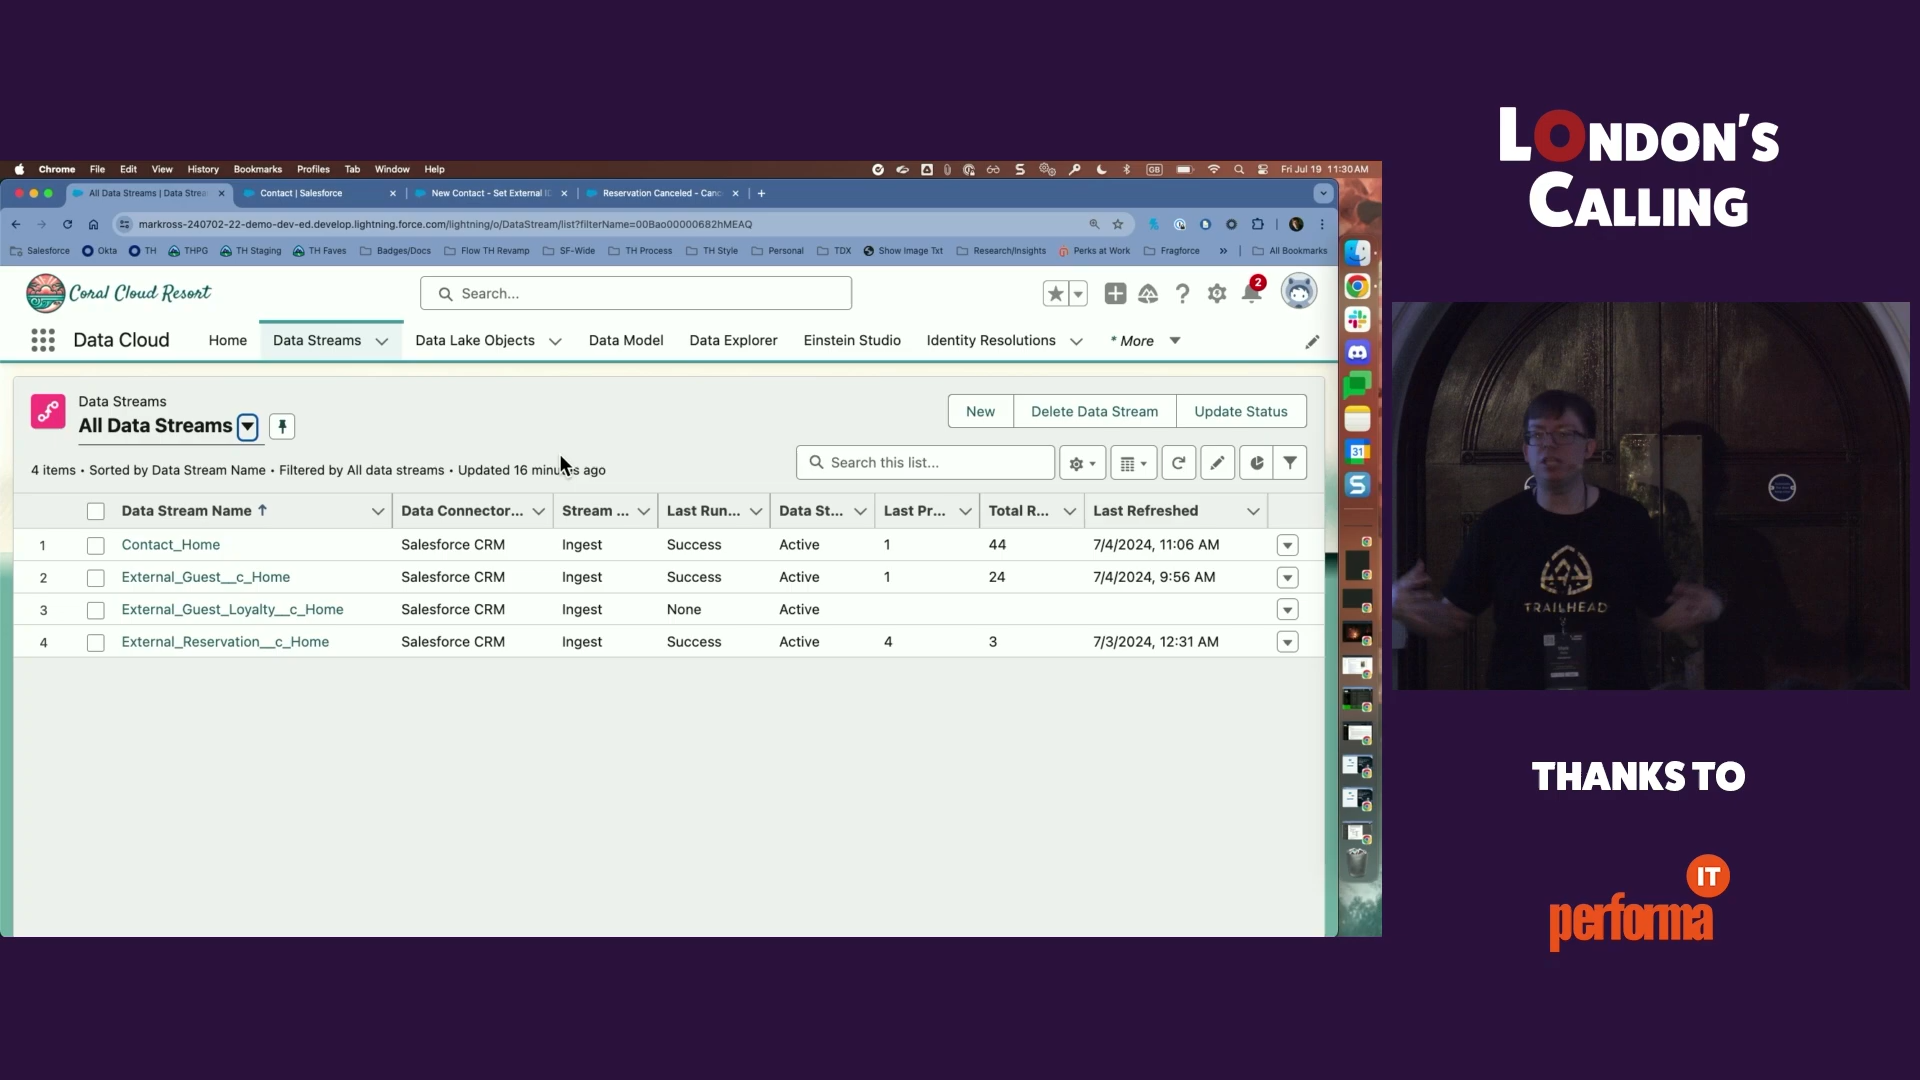 Chrome File Edit View History Bookmarks Profiles Tab Window Help
GB
Fri Jul 19 11:30 AM
All Data Streams | Data Strea
Contact | Salesforce
New Contact - Set External I
Reservation Canceled - Canc
markross-240702-22-demo-dev-ed.develop.lightning.force.com/lightning/o/DataStream/list?filterName=00Bao00000682hMEAQ
Salesforce Okta TH THPG TH Staging TH Faves Badges/Docs Flow TH Revamp SF-Wide TH Process TH Style Personal TDX Show Image Txt Research/Insights Perks at Work Fragforce » All Bookmarks
Coral Cloud Resort
Search...
2
Data Cloud
Home Data Streams Data Lake Objects Data Model Data Explorer Einstein Studio Identity Resolutions * More
Data Streams
All Data Streams
New Delete Data Stream Update Status
4 items • Sorted by Data Stream Name • Filtered by All data streams • Updated 16 minutes ago
Search this list...
Data Stream Name Data Connector... Stream ... Last Run... Data St... Last Pr... Total R... Last Refreshed
1 Contact_Home Salesforce CRM Ingest Success Active 1 44 7/4/2024, 11:06 AM
2 External_Guest__c_Home Salesforce CRM Ingest Success Active 1 24 7/4/2024, 9:56 AM
3 External_Guest_Loyalty__c_Home Salesforce CRM Ingest None Active
4 External_Reservation__c_Home Salesforce CRM Ingest Success Active 4 3 7/3/2024, 12:31 AM
31
LONDON'S
CALLING
TRAILHEAD
THANKS TO
IT
performa